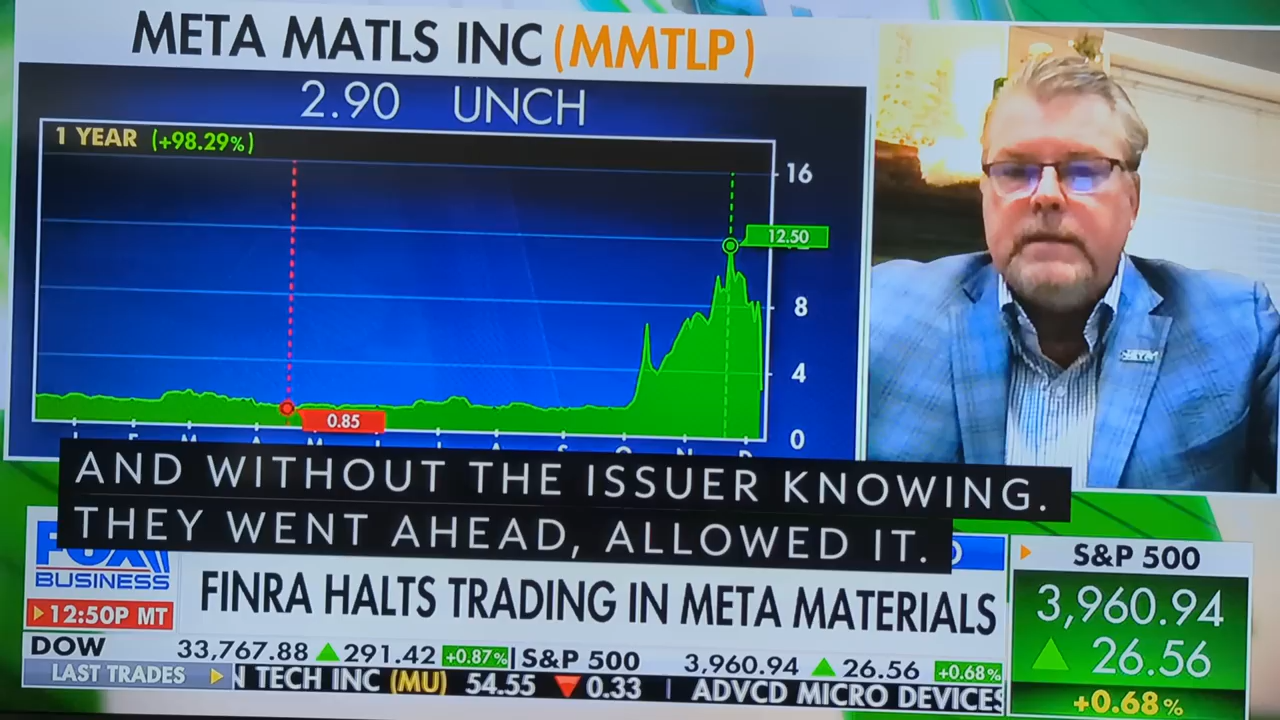 META MATLS INC (MMTLP)
2.90 UNCH
1 YEAR (+98.29%)
16
12.50
8
4
0
0.85
AND WITHOUT THE ISSUER KNOWING.
THEY WENT AHEAD, ALLOWED IT.
FOX
BUSINESS
12:50P MT
FINRA HALTS TRADING IN META MATERIALS
DOW 33,767.88 ▲ 291.42 +0.87% | S&P 500 3,960.94 ▲ 26.56 +0.68%
LAST TRADES N TECH INC (MU) 54.55 ▼ 0.33 | ADVCD MICRO DEVICES
S&P 500
3,960.94
▲ 26.56
+0.68%